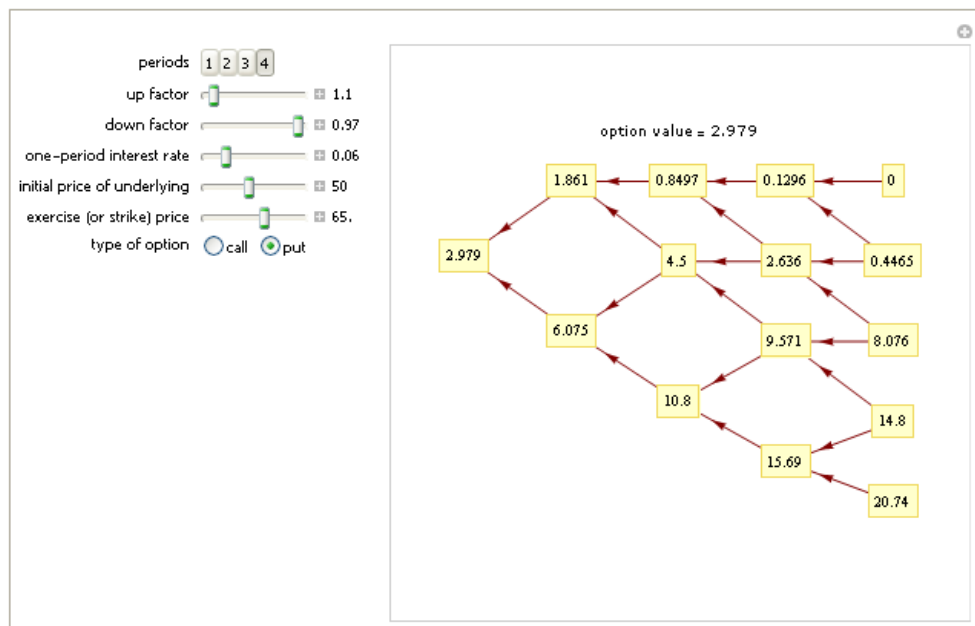 periods 1 2 3 4
up factor 1.1
down factor 0.97
one-period interest rate 0.06
initial price of underlying 50
exercise (or strike) price 65.
type of option call put
option value = 2.979
1.861 0.8497 0.1296 0
2.979 4.5 2.636 0.4465
6.075 9.571 8.076
10.8 14.8
15.69
20.74